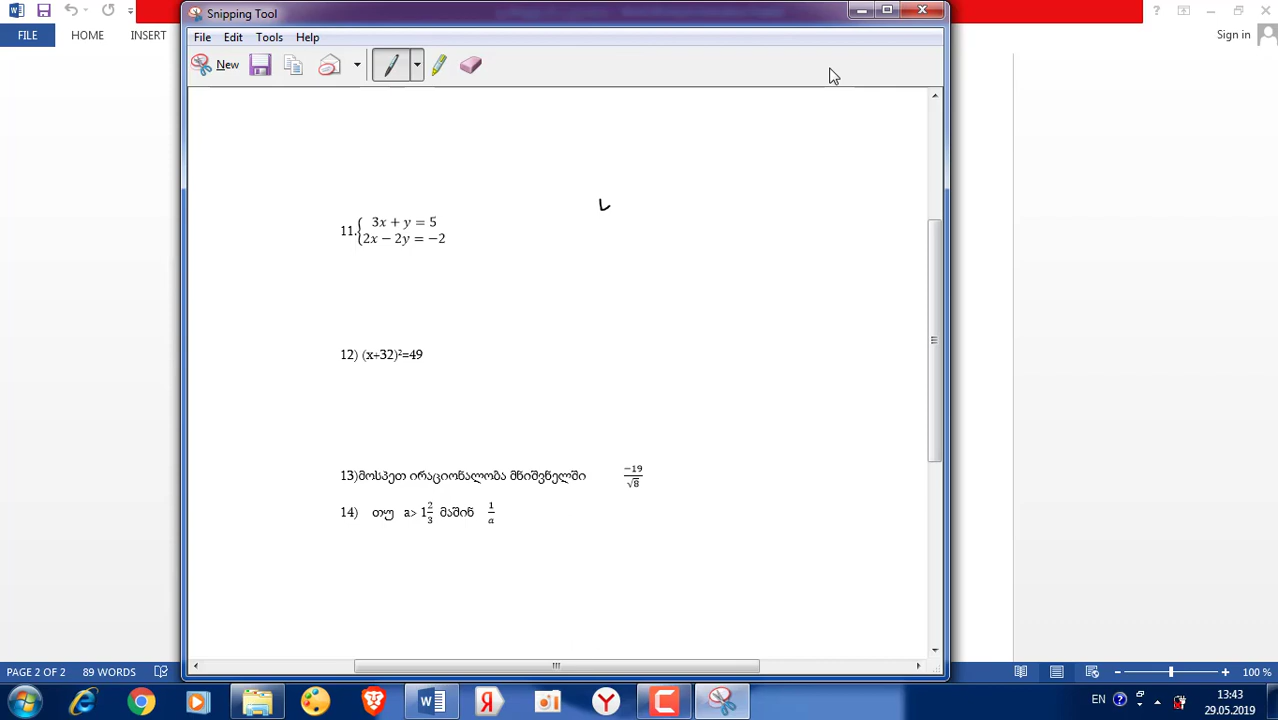 Snipping Tool
FILE HOME INSERT
Sign in
File Edit Tools Help
New
11.{3x + y = 5
2x − 2y = −2
12) (x+32)²=49
13)მოსპეთ ირაციონალობა მნიშვნელში −19/√8
14) თუ a> 1 2/3 მაშინ 1/a
PAGE 2 OF 2 89 WORDS
100 %
EN
13:43
29.05.2019